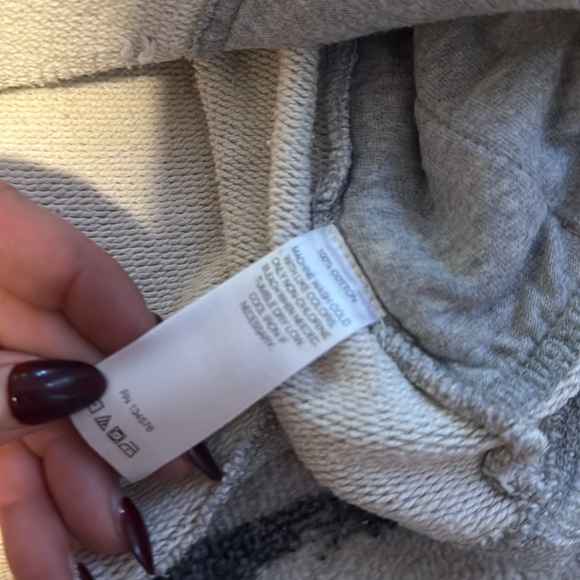 100% COTTON
MACHINE WASH COLD
WITH LIKE COLORS.
ONLY NON-CHLORINE
BLEACH WHEN NEEDED.
TUMBLE DRY LOW.
COOL IRON IF
NECESSARY.
RN 134678